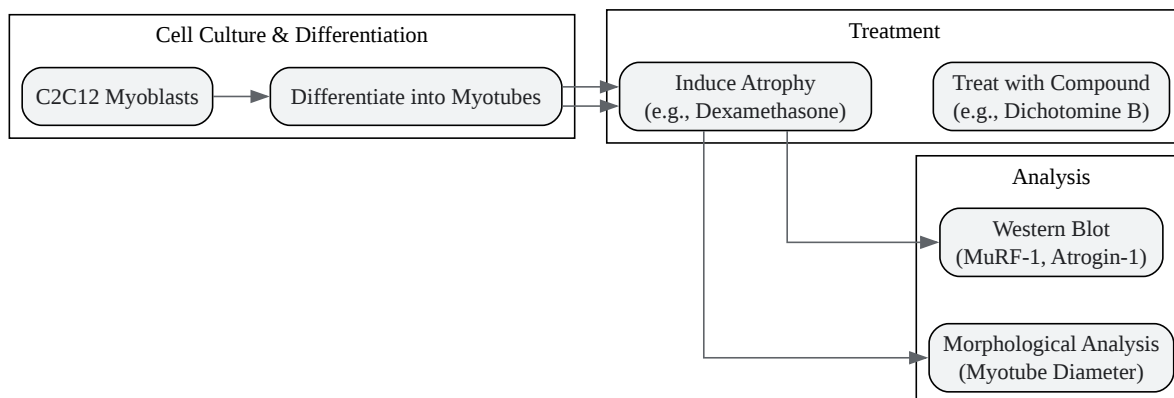 Cell Culture & Differentiation
C2C12 Myoblasts
Differentiate into Myotubes
Treatment
Induce Atrophy
(e.g., Dexamethasone)
Treat with Compound
(e.g., Dichotomine B)
Analysis
Western Blot
(MuRF-1, Atrogin-1)
Morphological Analysis
(Myotube Diameter)